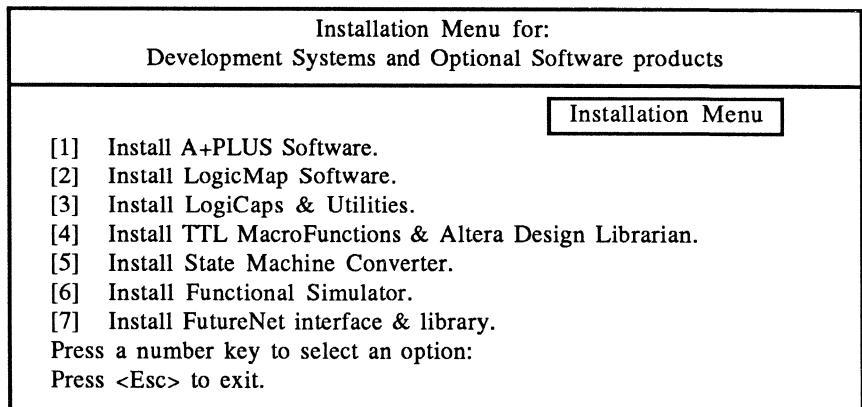 Installation Menu for:
Development Systems and Optional Software products
Installation Menu
[1] Install A+PLUS Software.
[2] Install LogicMap Software.
[3] Install LogiCaps & Utilities.
[4] Install TTL MacroFunctions & Altera Design Librarian.
[5] Install State Machine Converter.
[6] Install Functional Simulator.
[7] Install FutureNet interface & library.
Press a number key to select an option:
Press <Esc> to exit.